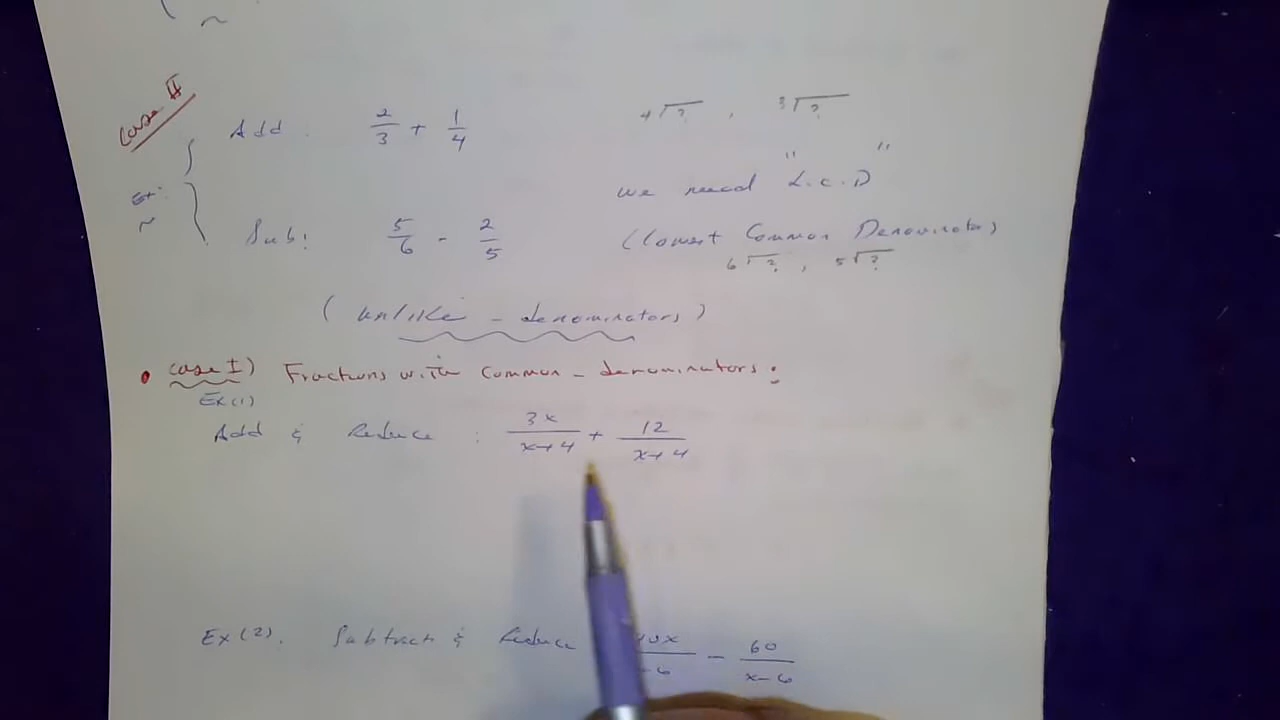 Case II
Add 2/3 + 1/4
4√? , 3√?
we need "L.C.D"
Ex:
Sub: 5/6 - 2/5
(Lowest Common Denominator)
6√? , 5√?
(unlike - denominators)
• Case I) Fractions with Common - denominators:
Ex(1)
Add & Reduce : 3x/x+4 + 12/x+4
Ex(2). Subtract & Reduce - 60/x-6